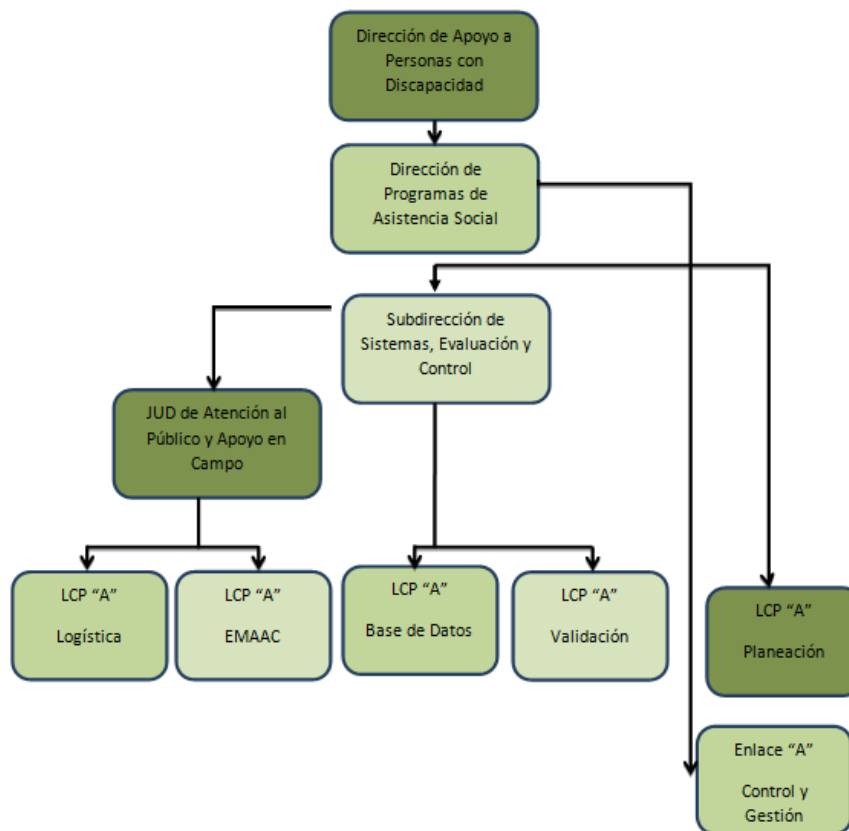 Dirección de Apoyo a
Personas con
Discapacidad
Dirección de
Programas de
Asistencia Social
Subdirección de
Sistemas, Evaluación y
Control
JUD de Atención al
Público y Apoyo en
Campo
LCP “A”
Logística
LCP “A”
EMAAC
LCP “A”
Base de Datos
LCP “A”
Validación
LCP “A”
Planeación
Enlace “A”
Control y
Gestión